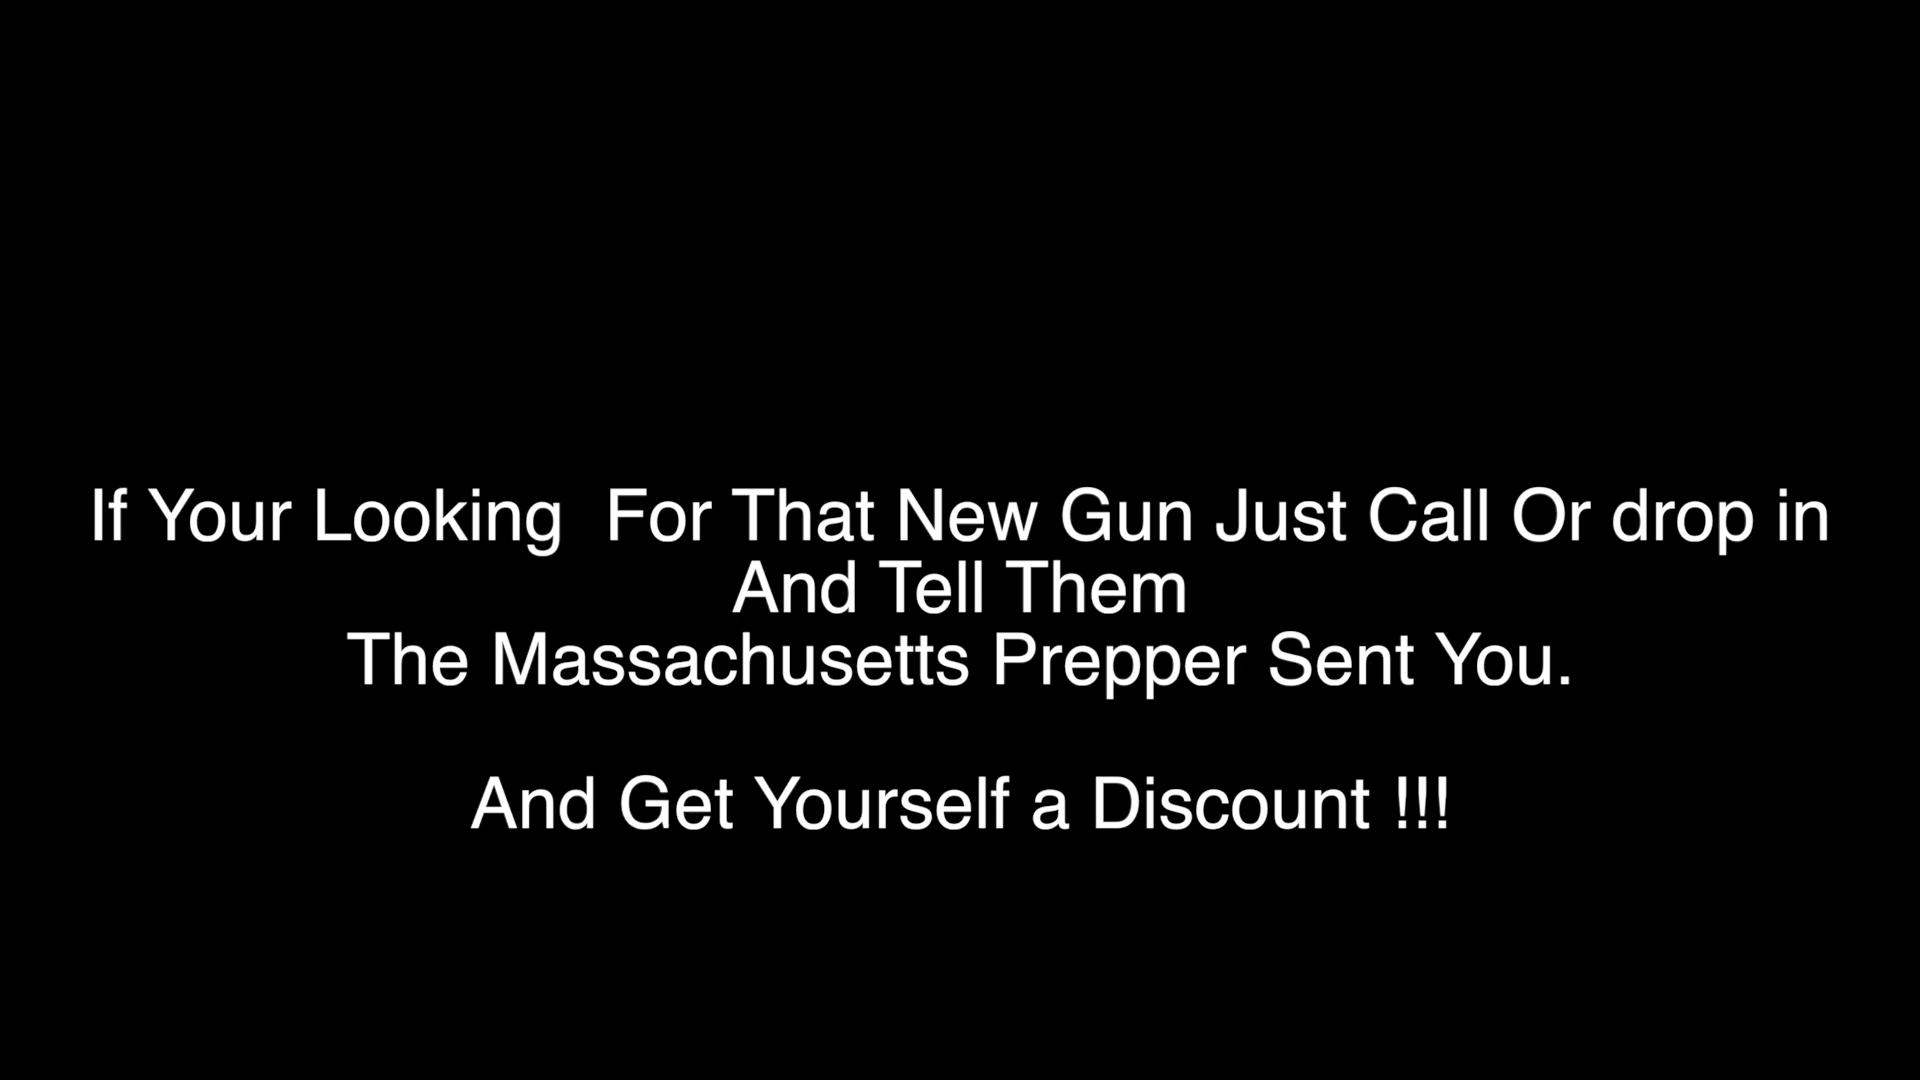 If Your Looking  For That New Gun Just Call Or drop in
And Tell Them
The Massachusetts Prepper Sent You.
And Get Yourself a Discount !!!